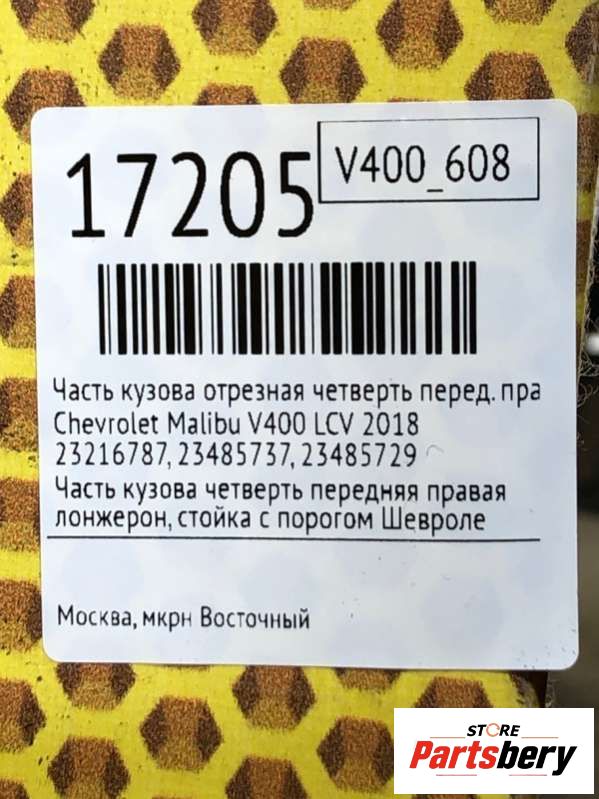 17205
V400_608
Часть кузова отрезная четверть перед. пра
Chevrolet Malibu V400 LCV 2018
23216787, 23485737, 23485729
Часть кузова четверть передняя правая
лонжерон, стойка с порогом Шевроле
Москва, мкрн Восточный
STORE
Partsbery